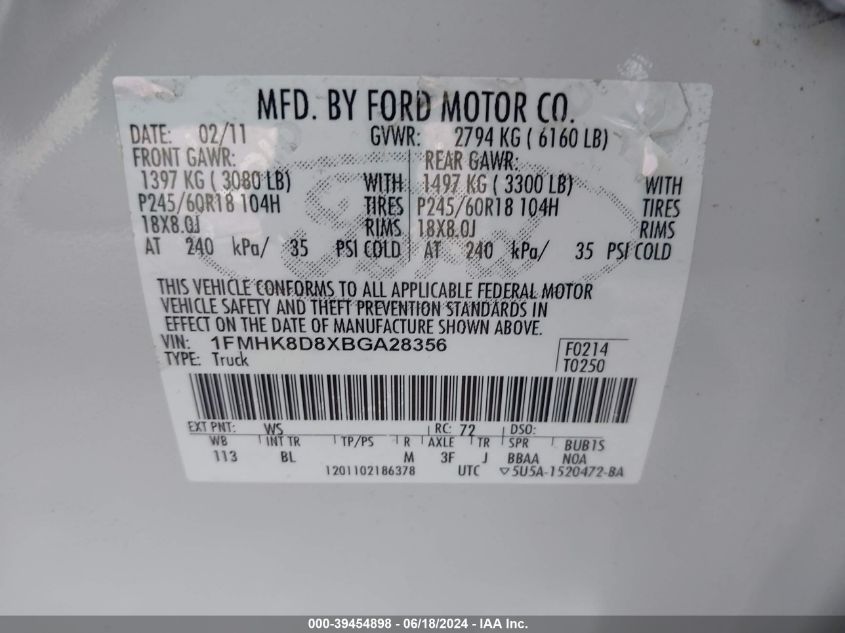 MFD. BY FORD MOTOR CO.
DATE: 02/11 GVWR: 2794 KG ( 6160 LB)
FRONT GAWR: REAR GAWR:
1397 KG ( 3080 LB) WITH 1497 KG ( 3300 LB) WITH
P245/60R18 104H TIRES P245/60R18 104H TIRES
18X8.0J RIMS 18X8.0J RIMS
AT 240 kPa/ 35 PSI COLD AT 240 kPa/ 35 PSI COLD
THIS VEHICLE CONFORMS TO ALL APPLICABLE FEDERAL MOTOR
VEHICLE SAFETY AND THEFT PREVENTION STANDARDS IN
EFFECT ON THE DATE OF MANUFACTURE SHOWN ABOVE.
VIN: 1FMHK8D8XBGA28356 F0214
TYPE: Truck T0250
EXT PNT: WS RC: 72 DSO:
WB INT TR TP/PS R AXLE TR SPR BUB1S
113 BL M 3F J BBAA NOA
1201102186378 UTC ▽5U5A-1520472-BA
000-39454898 - 06/18/2024 - IAA Inc.